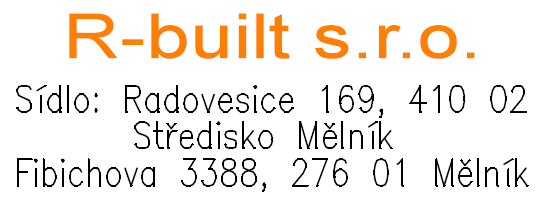 R-built s.r.o.
Sídlo: Radovesice 169, 410 02
Středisko Mělník
Fibichova 3388, 276 01 Mělník